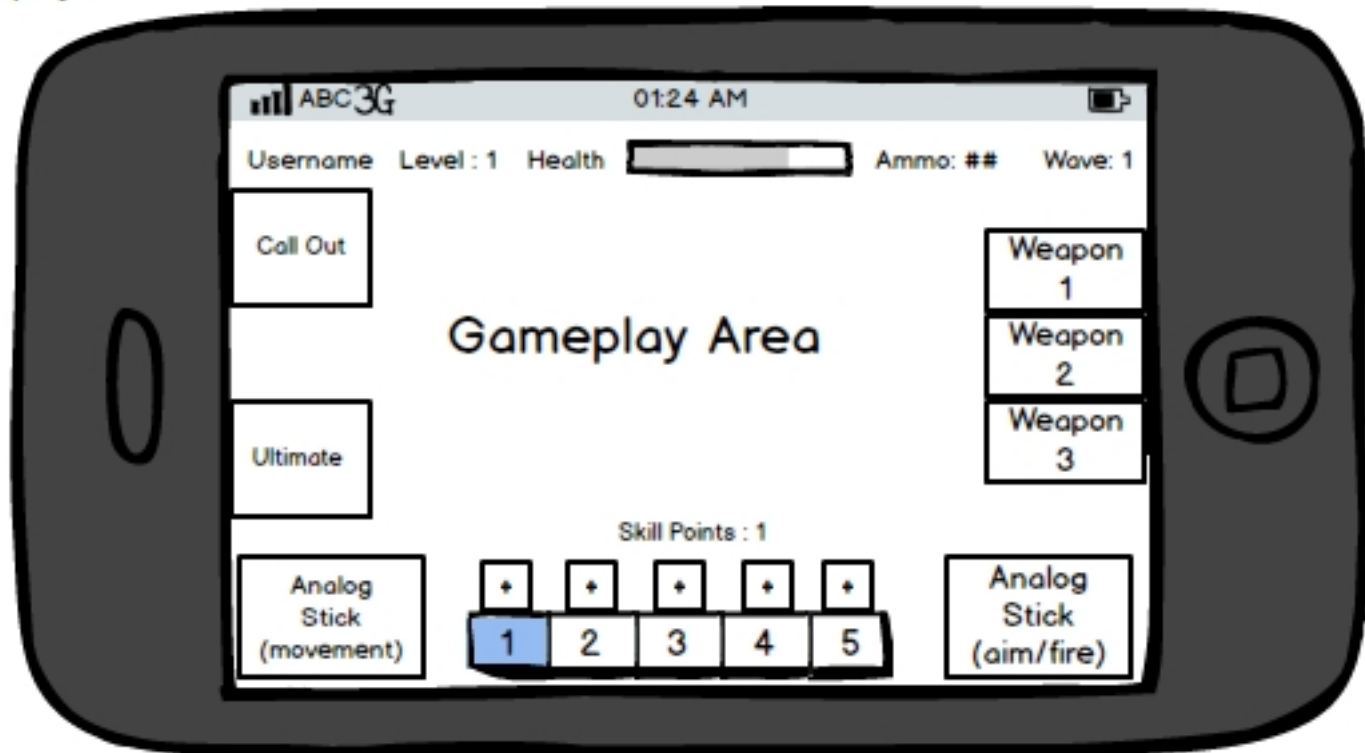 ABC 3G 01:24 AM
Username Level : 1 Health Ammo: ## Wave: 1
Call Out
Weapon
1
Gameplay Area
Weapon
2
Weapon
3
Ultimate
Skill Points : 1
Analog
Stick
(movement)
+ + + + +
1 2 3 4 5
Analog
Stick
(aim/fire)